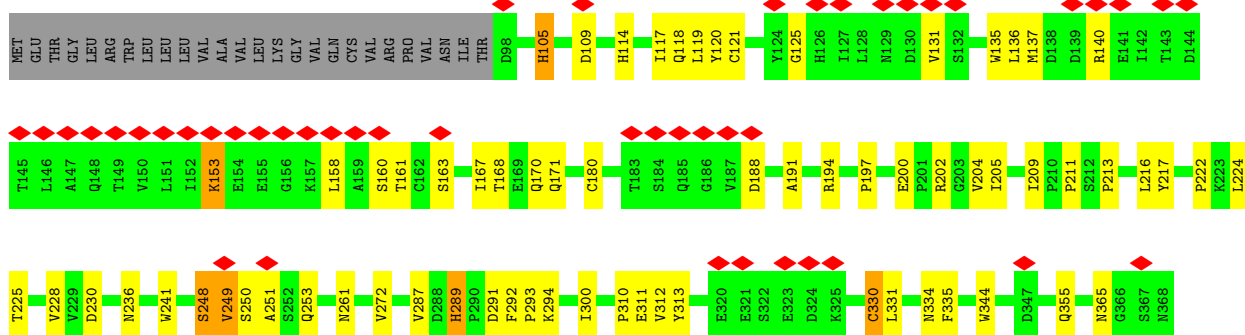 MET GLU THR GLY LEU ARG TRP LEU LEU LEU VAL ALA VAL LEU LYS GLY VAL GLN CYS VAL ARG PRO VAL ASN ILE THR D98 H105 D109 H114 I117 Q118 L119 Y120 C121 Y124 G125 H126 I127 L128 N129 D130 V131 S132 W135 L136 M137 D138 D139 R140 E141 I142 T143 D144
T145 L146 A147 Q148 T149 V150 L151 I152 K153 E154 E155 G156 K157 L158 A159 S160 T161 C162 S163 I167 T168 E169 Q170 Q171 C180 T183 S184 Q185 G186 V187 D188 A191 R194 P197 E200 P201 R202 G203 V204 I205 I209 P210 P211 S212 P213 L216 Y217 P222 K223 L224
T225 V228 V229 D230 N236 W241 S248 V249 S250 A251 S252 Q253 N261 V272 V287 D288 H289 P290 D291 F292 P293 K294 I300 P310 E311 V312 Y313 E320 E321 S322 E323 D324 K325 C330 L331 N334 F335 W344 D347 Q355 N365 G366 S367 N368